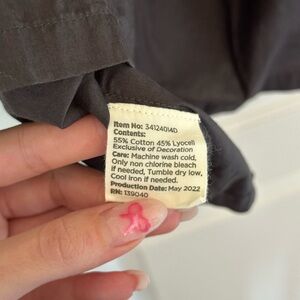 Item No: 34124014D
Contents:
55% Cotton 45% Lyocell
Exclusive of Decoration
Care: Machine wash cold,
Only non chlorine bleach
if needed, Tumble dry low,
Cool Iron if needed.
Production Date: May 2022
RN: 139040